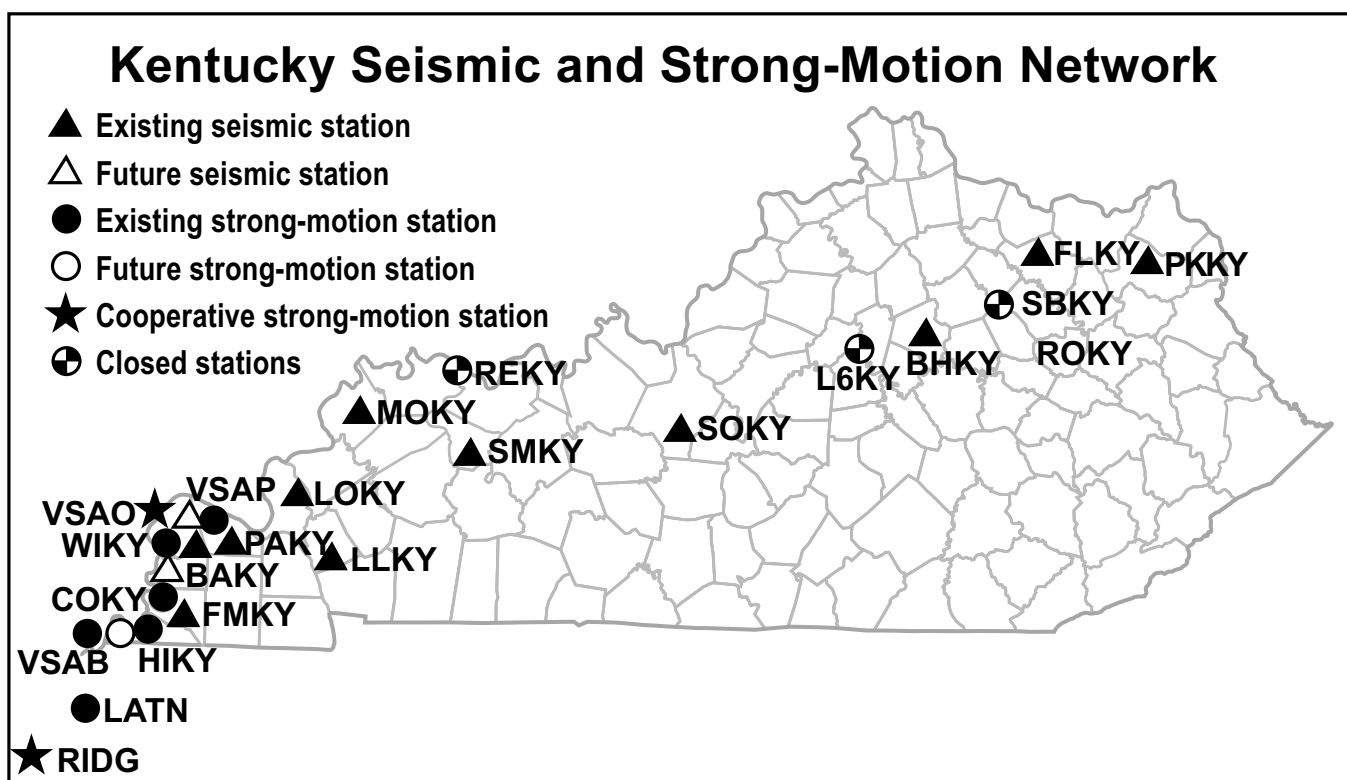 Kentucky Seismic and Strong-Motion Network
Existing seismic station
Future seismic station
Existing strong-motion station
Future strong-motion station
Cooperative strong-motion station
Closed stations
FLKY
PKKY
SBKY
ROKY
BHKY
L6KY
REKY
MOKY
SOKY
SMKY
VSAP
LOKY
VSAO
WIKY
PAKY
LLKY
BAKY
COKY
FMKY
VSAB
HIKY
LATN
RIDG